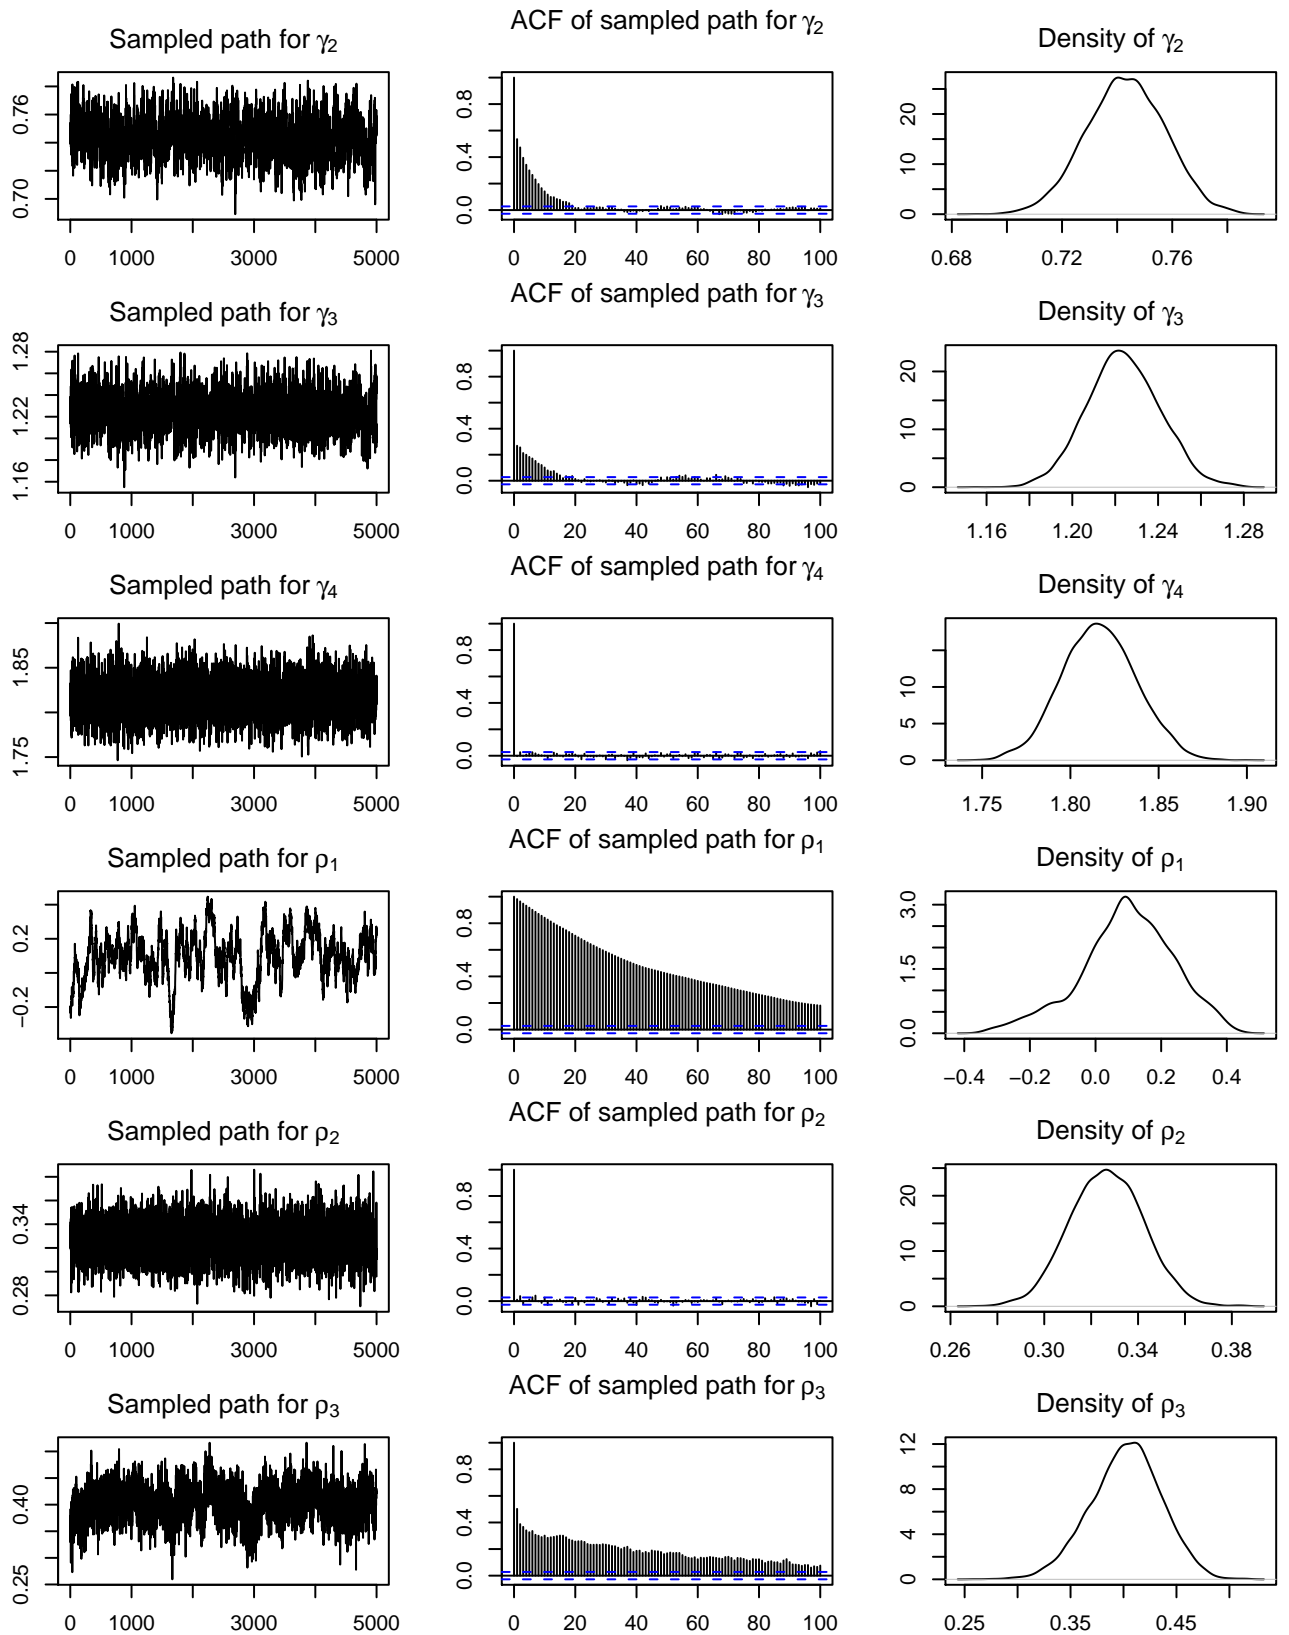 Sampled path for γ2
0.70 0.76
0 1000 3000 5000
ACF of sampled path for γ2
0.0 0.4 0.8
0 20 40 60 80 100
Density of γ2
0 10 20
0.68 0.72 0.76
Sampled path for γ3
1.16 1.22 1.28
0 1000 3000 5000
ACF of sampled path for γ3
0.0 0.4 0.8
0 20 40 60 80 100
Density of γ3
0 10 20
1.16 1.20 1.24 1.28
Sampled path for γ4
1.75 1.85
0 1000 3000 5000
ACF of sampled path for γ4
0.0 0.4 0.8
0 20 40 60 80 100
Density of γ4
0 5 10
1.75 1.80 1.85 1.90
Sampled path for ρ1
−0.2 0.2
0 1000 3000 5000
ACF of sampled path for ρ1
0.0 0.4 0.8
0 20 40 60 80 100
Density of ρ1
0.0 1.5 3.0
−0.4 −0.2 0.0 0.2 0.4
Sampled path for ρ2
0.28 0.34
0 1000 3000 5000
ACF of sampled path for ρ2
0.0 0.4 0.8
0 20 40 60 80 100
Density of ρ2
0 10 20
0.26 0.30 0.34 0.38
Sampled path for ρ3
0.25 0.40
0 1000 3000 5000
ACF of sampled path for ρ3
0.0 0.4 0.8
0 20 40 60 80 100
Density of ρ3
0 4 8 12
0.25 0.35 0.45